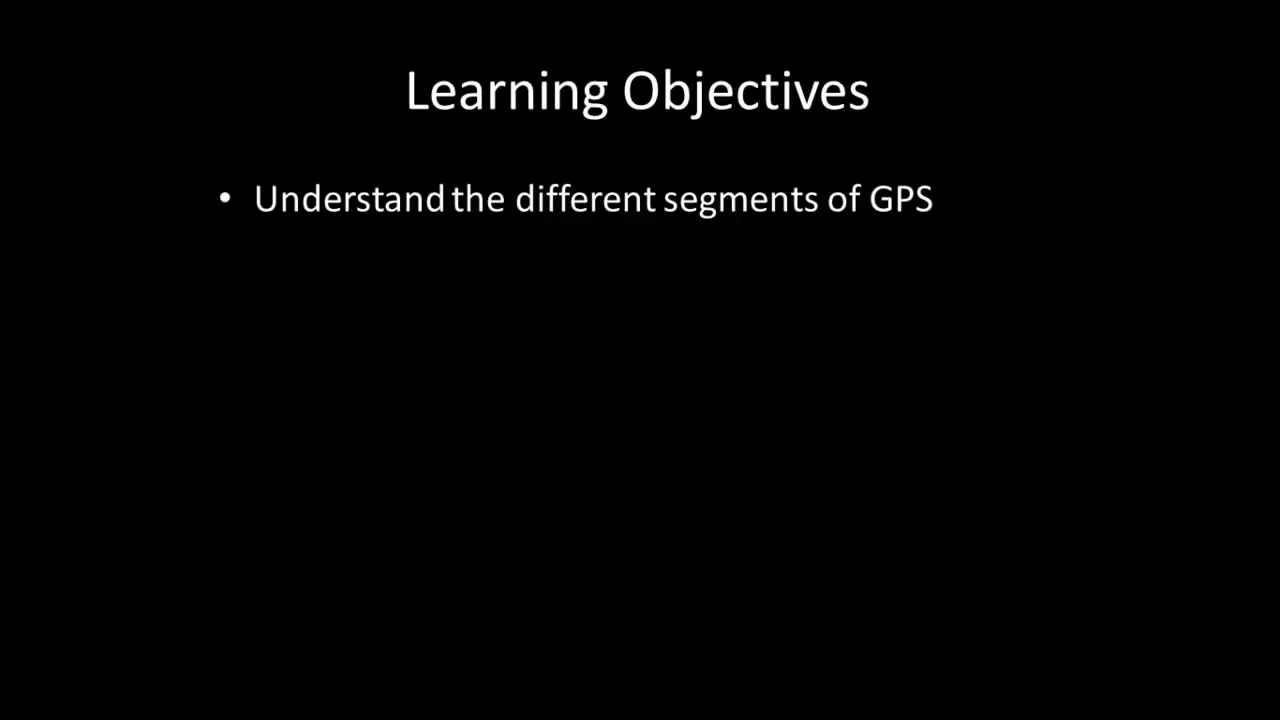 Learning Objectives
• Understand the different segments of GPS